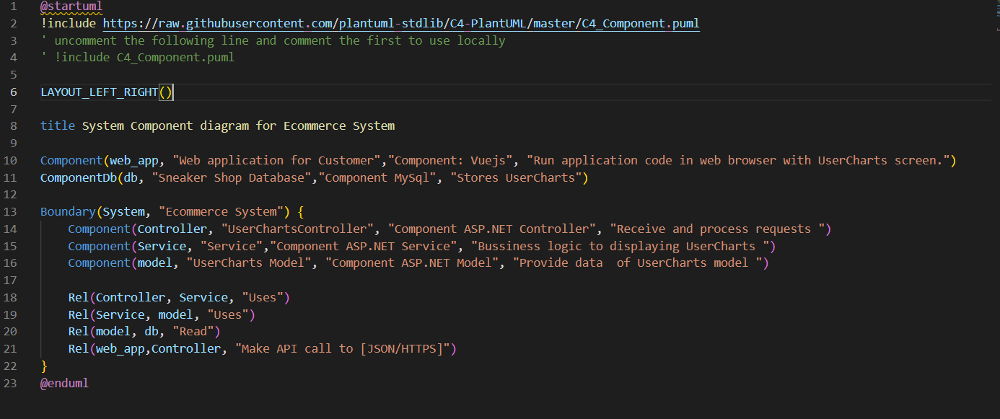 1 @startuml
2 !include https://raw.githubusercontent.com/plantuml-stdlib/C4-PlantUML/master/C4_Component.puml
3 ' uncomment the following line and comment the first to use locally
4 ' !include C4_Component.puml
5
6 LAYOUT_LEFT_RIGHT()
7
8 title System Component diagram for Ecommerce System
9
10 Component(web_app, "Web application for Customer","Component: Vuejs", "Run application code in web browser with UserCharts screen.")
11 ComponentDb(db, "Sneaker Shop Database","Component MySql", "Stores UserCharts")
12
13 Boundary(System, "Ecommerce System") {
14     Component(Controller, "UserChartsController", "Component ASP.NET Controller", "Receive and process requests ")
15     Component(Service, "Service","Component ASP.NET Service", "Bussiness logic to displaying UserCharts ")
16     Component(model, "UserCharts Model", "Component ASP.NET Model", "Provide data  of UserCharts model ")
17
18     Rel(Controller, Service, "Uses")
19     Rel(Service, model, "Uses")
20     Rel(model, db, "Read")
21     Rel(web_app,Controller, "Make API call to [JSON/HTTPS]")
22 }
23 @enduml